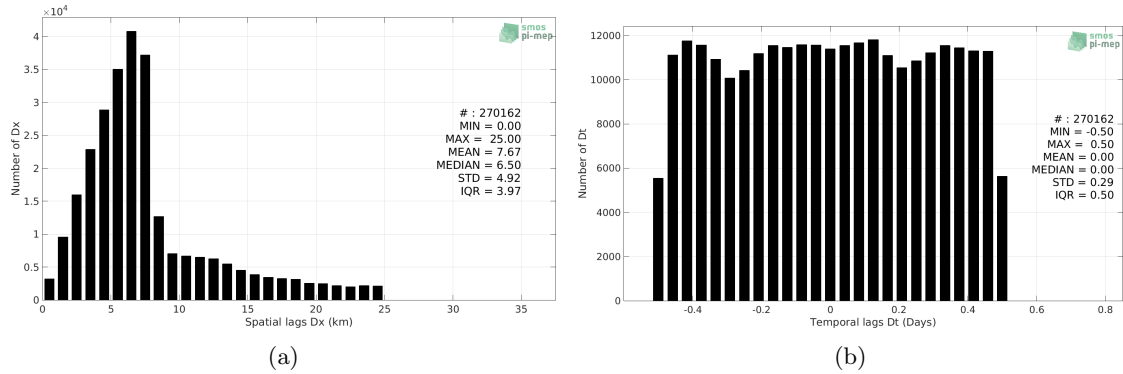 ×10⁴
4
3.5
3
2.5
2
1.5
1
0.5
0
0
5
10
15
20
25
30
35
Number of Dx
Spatial lags Dx (km)
smos
pi-mep
# : 270162
MIN = 0.00
MAX = 25.00
MEAN = 7.67
MEDIAN = 6.50
STD = 4.92
IQR = 3.97
(a)
12000
10000
8000
6000
4000
2000
0
-0.4
-0.2
0
0.2
0.4
0.6
0.8
Number of Dt
Temporal lags Dt (Days)
smos
pi-mep
# : 270162
MIN = -0.50
MAX = 0.50
MEAN = 0.00
MEDIAN = 0.00
STD = 0.29
IQR = 0.50
(b)